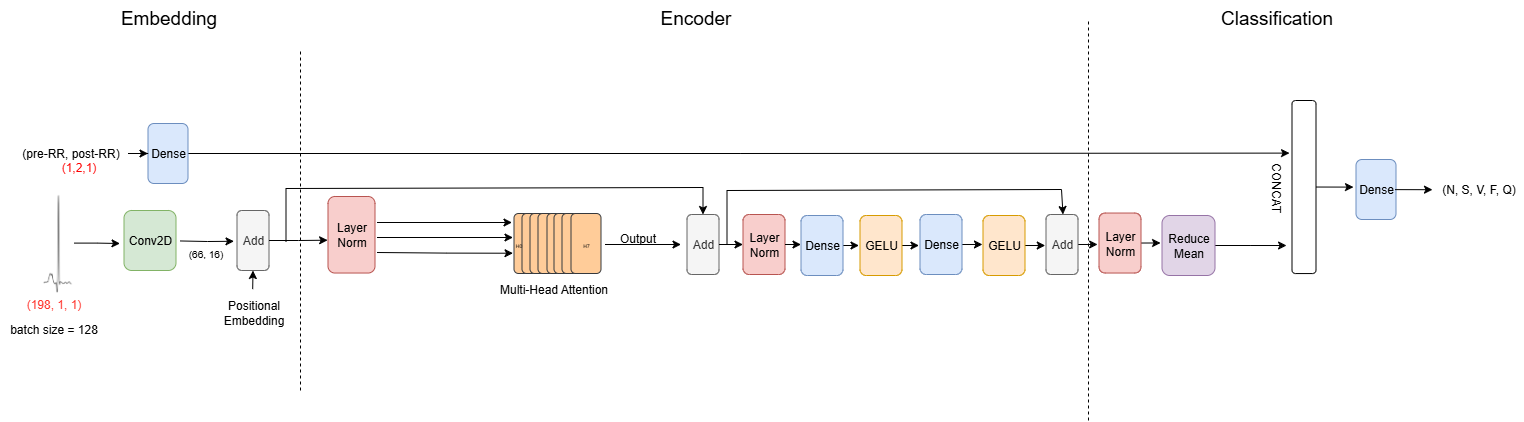 Embedding
Encoder
Classification
(pre-RR, post-RR)
(1,2,1)
Dense
Conv2D
(66, 16)
Add
Positional
Embedding
(198, 1, 1)
batch size = 128
Layer
Norm
H0
H7
Multi-Head Attention
Output
Add
Layer
Norm
Dense
GELU
Dense
GELU
Add
Layer
Norm
Reduce
Mean
CONCAT
Dense
(N, S, V, F, Q)